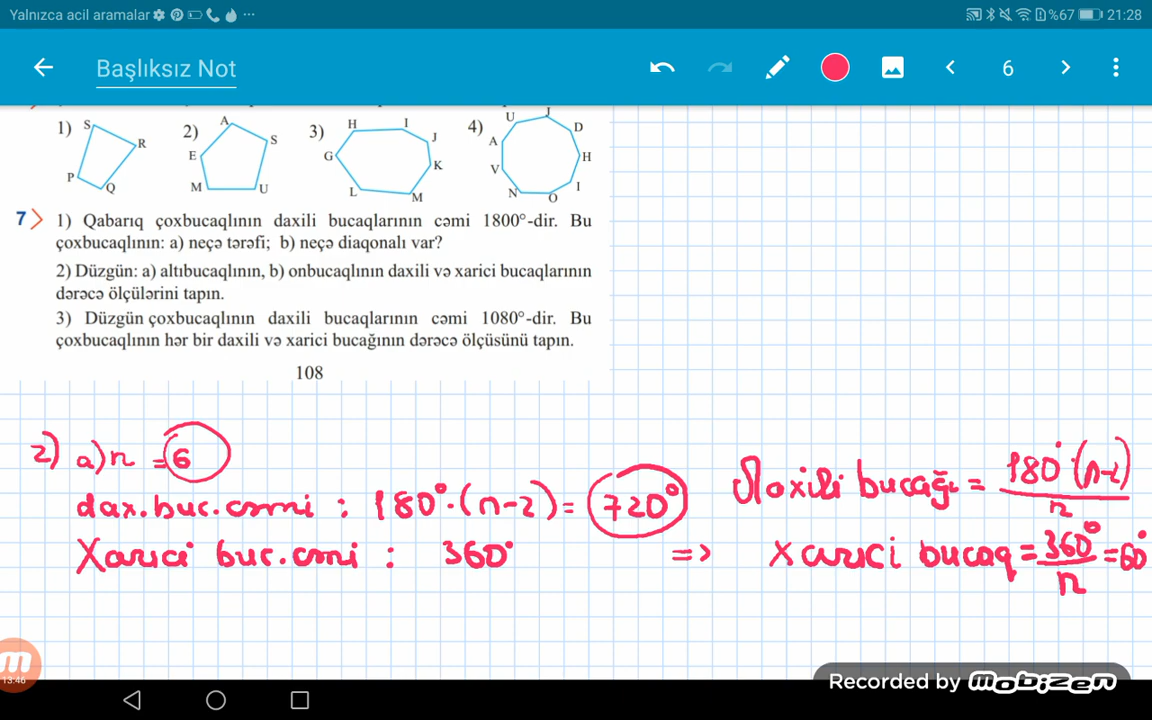 Yalnızca acil aramalar ... %67 21:28
Başlıksız Not 6
1) S R P Q
2) A S E M U
3) H I J G K L M
4) U J D A H V I N O
7 1) Qabarıq çoxbucaqlının daxili bucaqlarının cəmi 1800°-dir. Bu
çoxbucaqlının: a) neçə tərəfi; b) neçə diaqonalı var?
2) Düzgün: a) altıbucaqlının, b) onbucaqlının daxili və xarici bucaqlarının
dərəcə ölçülərini tapın.
3) Düzgün çoxbucaqlının daxili bucaqlarının cəmi 1080°-dir. Bu
çoxbucaqlının hər bir daxili və xarici bucağının dərəcə ölçüsünü tapın.
108
2) a) n = 6
dax.buc.cəmi : 180°·(n-2) = 720°
Daxili bucağı = 180°·(n-2) / n
Xarici buc.cmi : 360°
=> Xarici bucaq = 360° / n = 60°
13:46
Recorded by mobizen